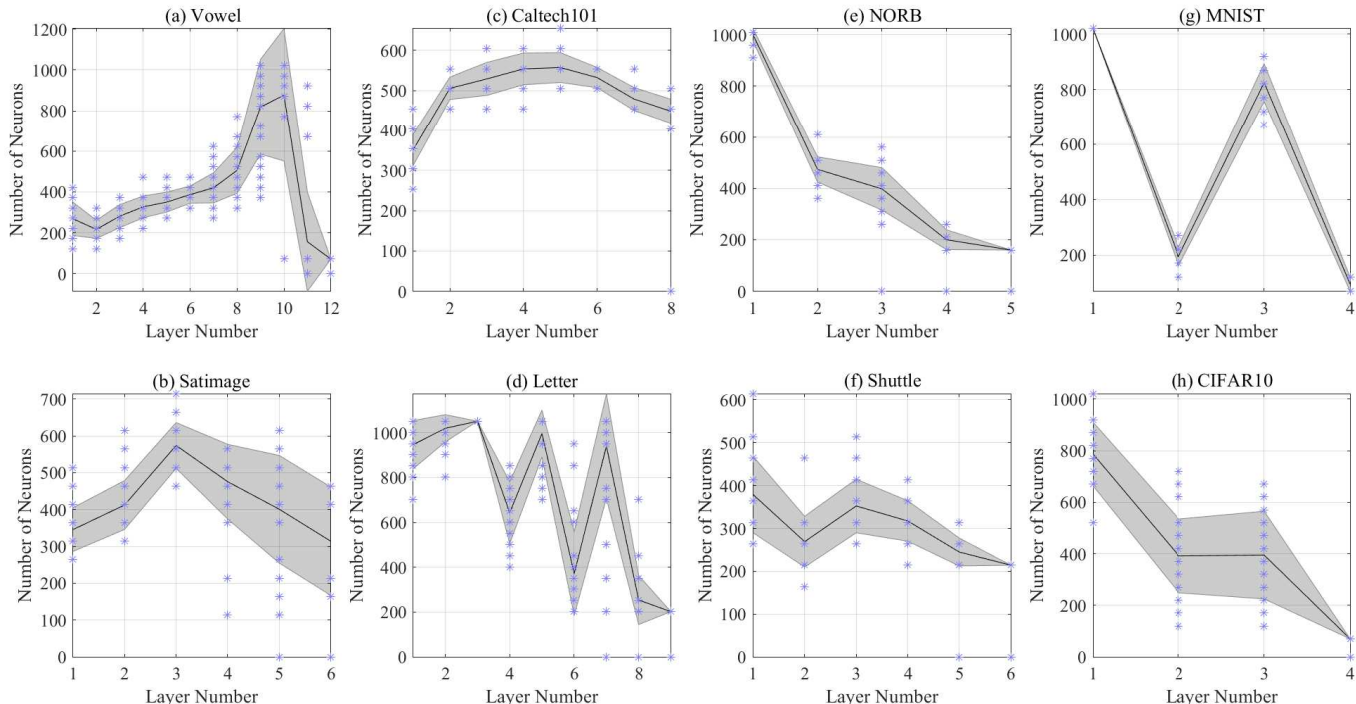 (a) Vowel
1200
1000
800
600
400
200
0
2 4 6 8 10 12
Number of Neurons
Layer Number
(c) Caltech101
600
500
400
300
200
100
0
2 4 6 8
Number of Neurons
Layer Number
(e) NORB
1000
800
600
400
200
0
1 2 3 4 5
Number of Neurons
Layer Number
(g) MNIST
1000
800
600
400
200
1 2 3 4
Number of Neurons
Layer Number
(b) Satimage
700
600
500
400
300
200
100
0
1 2 3 4 5 6
Number of Neurons
Layer Number
(d) Letter
1000
800
600
400
200
0
2 4 6 8
Number of Neurons
Layer Number
(f) Shuttle
600
500
400
300
200
100
0
1 2 3 4 5 6
Number of Neurons
Layer Number
(h) CIFAR10
1000
800
600
400
200
0
1 2 3 4
Number of Neurons
Layer Number